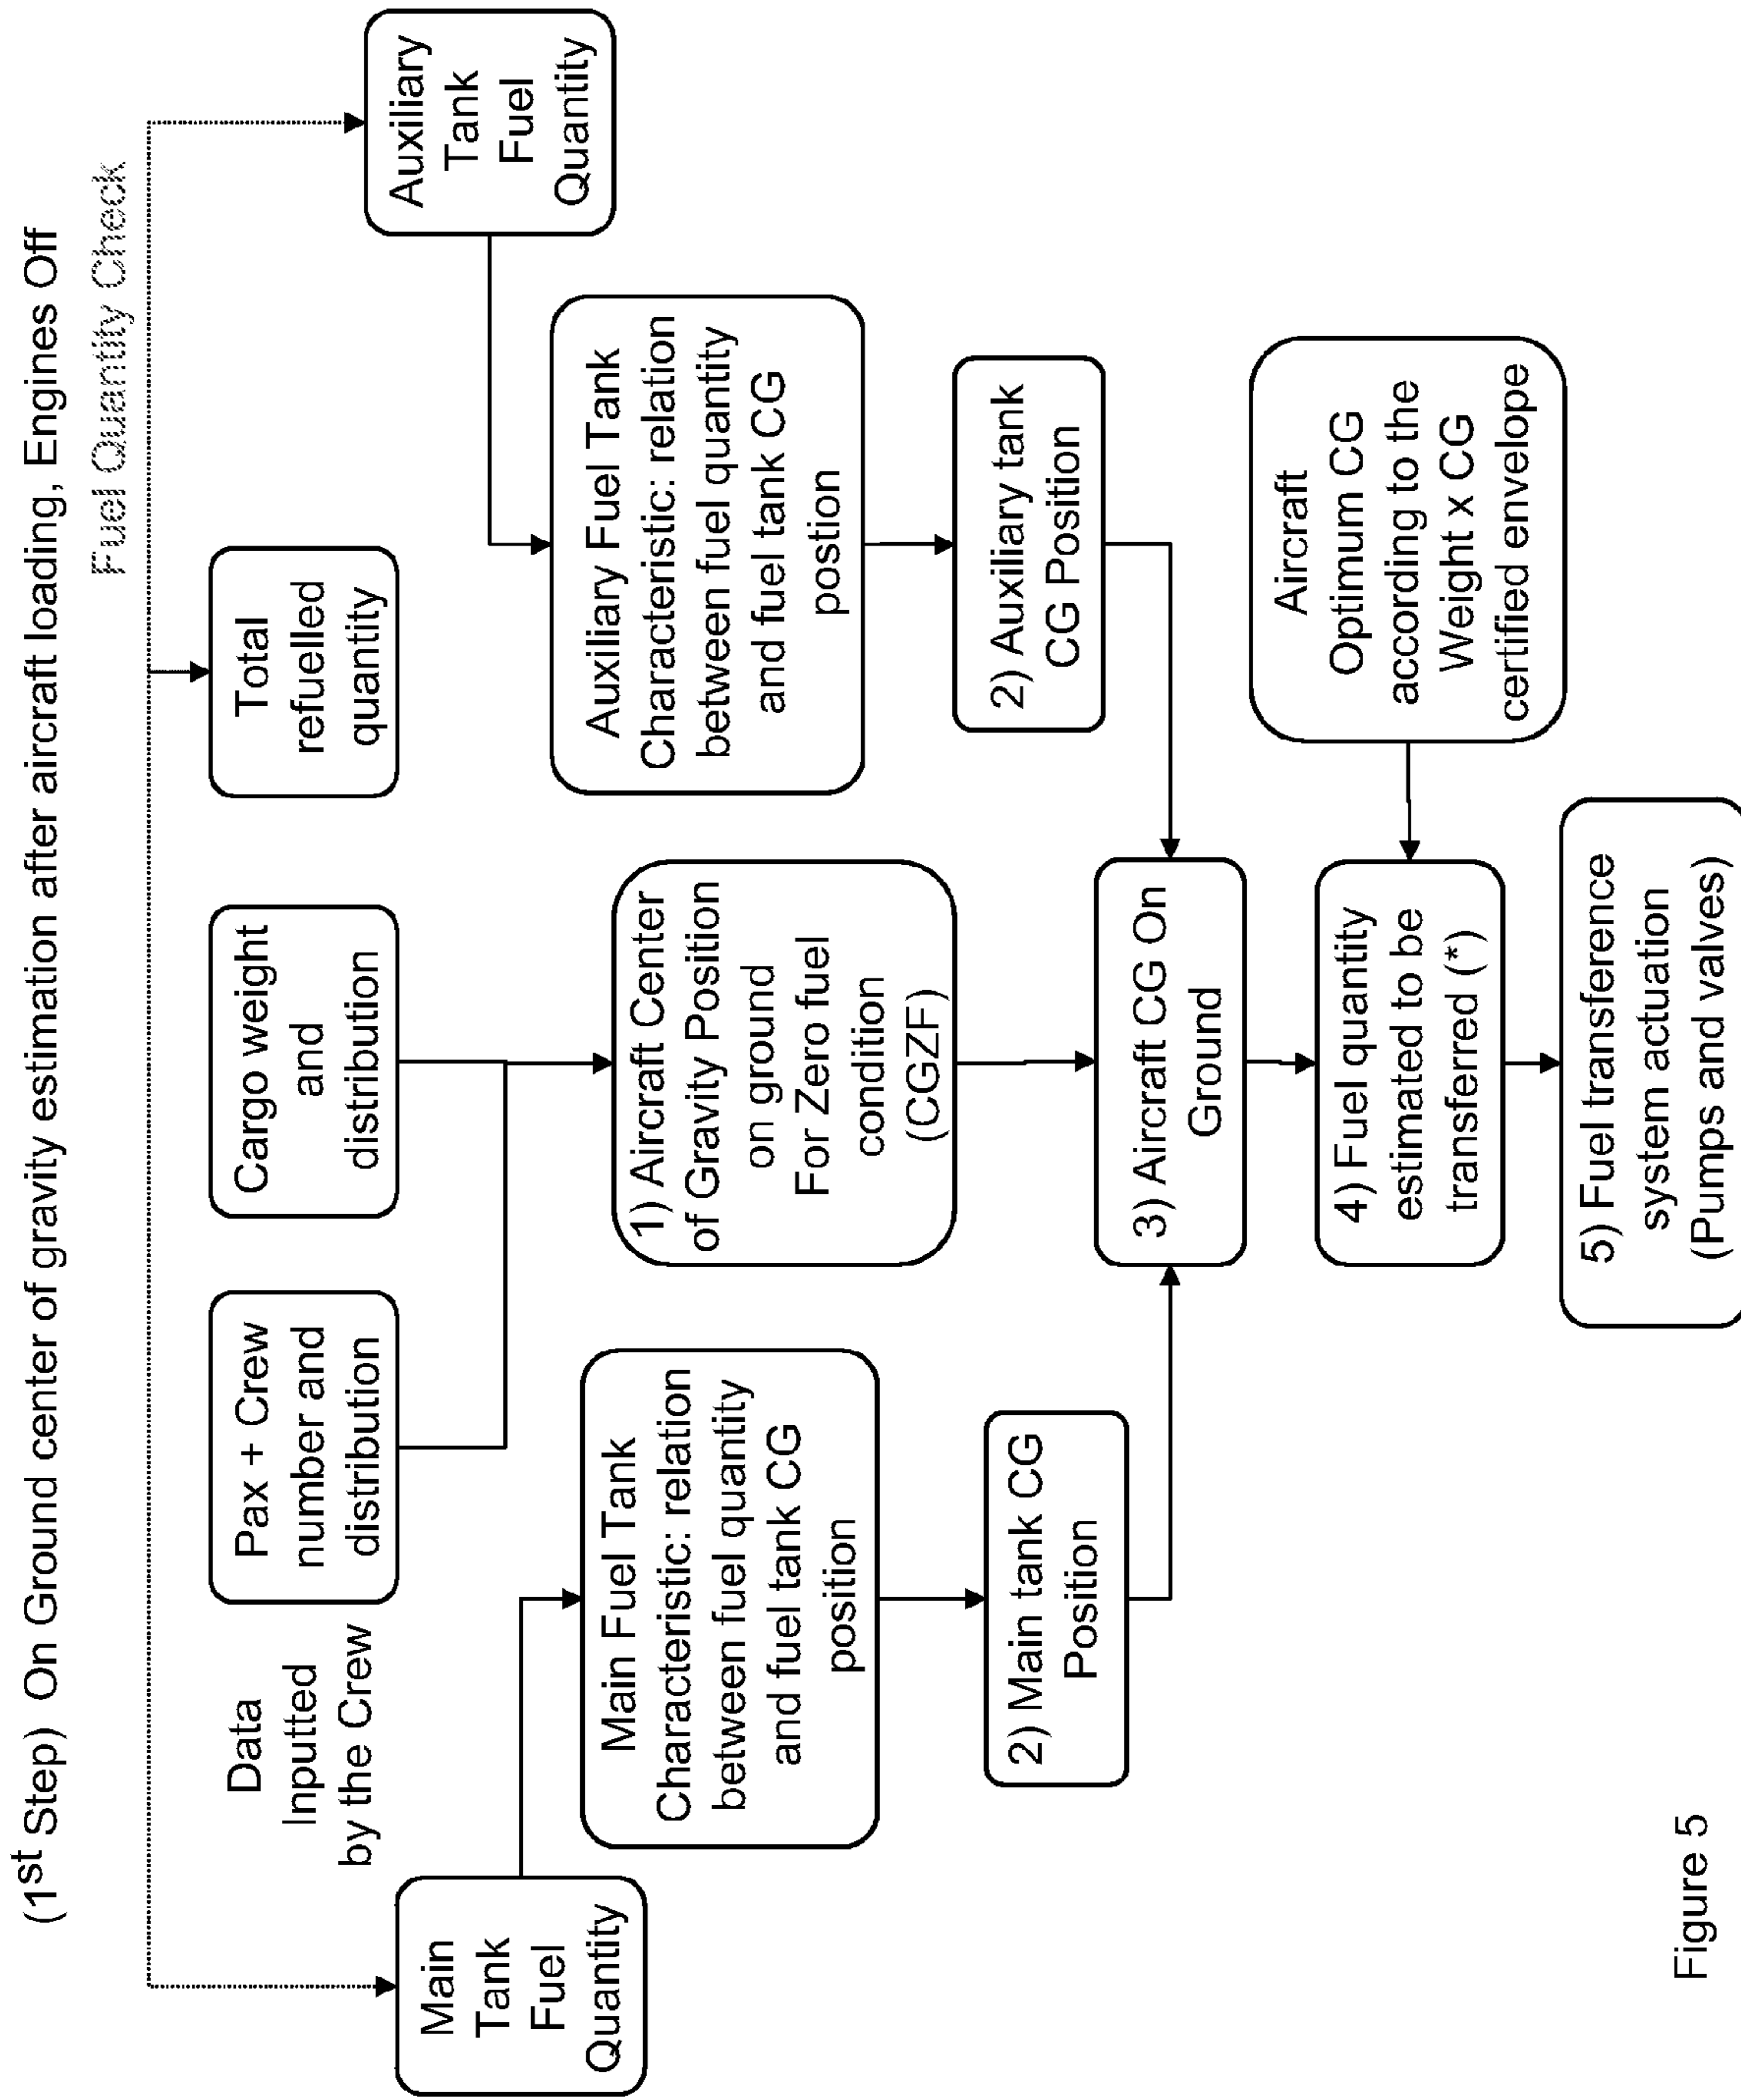 (1st Step) On Ground center of gravity estimation after aircraft loading, Engines Off
Fuel Quantity Check
Data
Inputted
by the Crew
Pax + Crew
number and
distribution
Cargo weight
and
distribution
Total
refuelled
quantity
Main
Tank
Fuel
Quantity
Auxiliary
Tank
Fuel
Quantity
Main Fuel Tank
Characteristic: relation
between fuel quantity
and fuel tank CG
position
1) Aircraft Center
of Gravity Position
on ground
For Zero fuel
condition
(CGZF)
Auxiliary Fuel Tank
Characteristic: relation
between fuel quantity
and fuel tank CG
postion
2) Main tank CG
Position
2) Auxiliary tank
CG Position
3) Aircraft CG On
Ground
4) Fuel quantity
estimated to be
transferred (*)
Aircraft
Optimum CG
according to the
Weight x CG
certified envelope
5) Fuel transference
system actuation
(Pumps and valves)
Figure 5